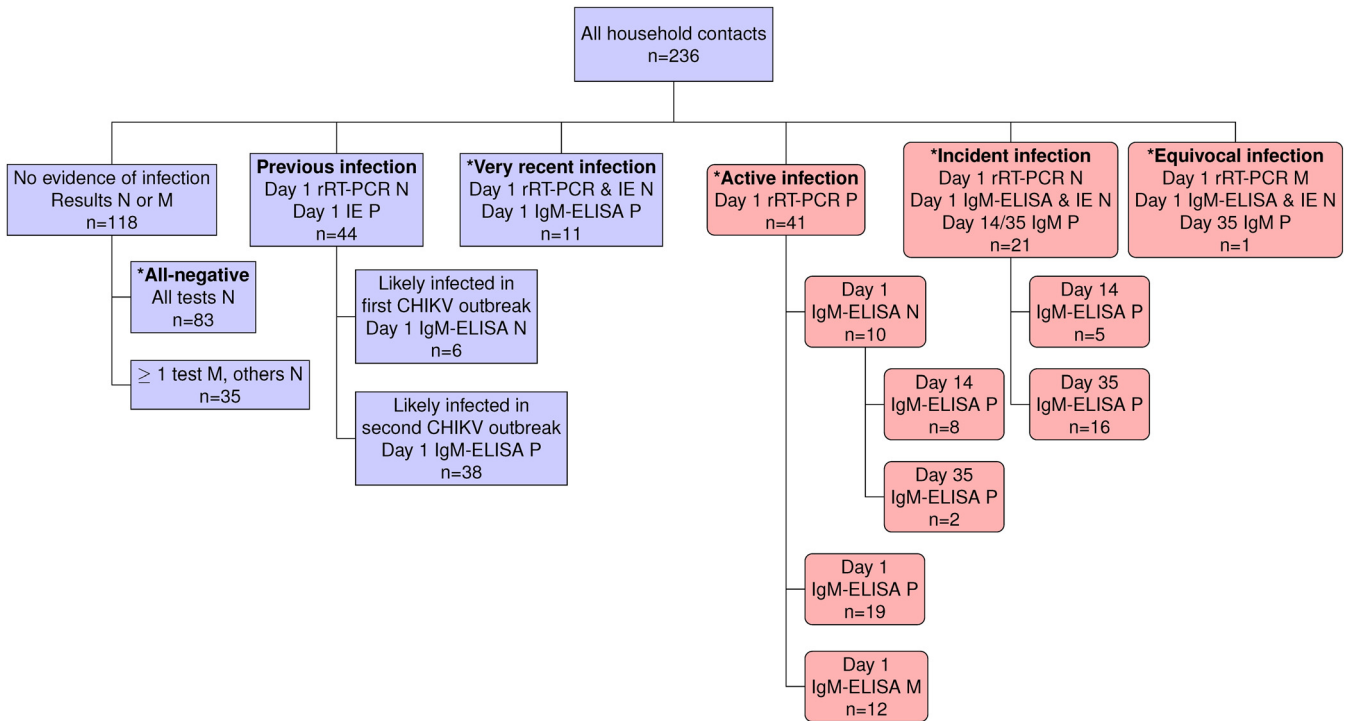 All household contacts
n=236
No evidence of infection
Results N or M
n=118
*All-negative
All tests N
n=83
≥ 1 test M, others N
n=35
Previous infection
Day 1 rRT-PCR N
Day 1 IE P
n=44
Likely infected in
first CHIKV outbreak
Day 1 IgM-ELISA N
n=6
Likely infected in
second CHIKV outbreak
Day 1 IgM-ELISA P
n=38
*Very recent infection
Day 1 rRT-PCR & IE N
Day 1 IgM-ELISA P
n=11
*Active infection
Day 1 rRT-PCR P
n=41
Day 1
IgM-ELISA N
n=10
Day 14
IgM-ELISA P
n=8
Day 35
IgM-ELISA P
n=2
Day 1
IgM-ELISA P
n=19
Day 1
IgM-ELISA M
n=12
*Incident infection
Day 1 rRT-PCR N
Day 1 IgM-ELISA & IE N
Day 14/35 IgM P
n=21
Day 14
IgM-ELISA P
n=5
Day 35
IgM-ELISA P
n=16
*Equivocal infection
Day 1 rRT-PCR M
Day 1 IgM-ELISA & IE N
Day 35 IgM P
n=1